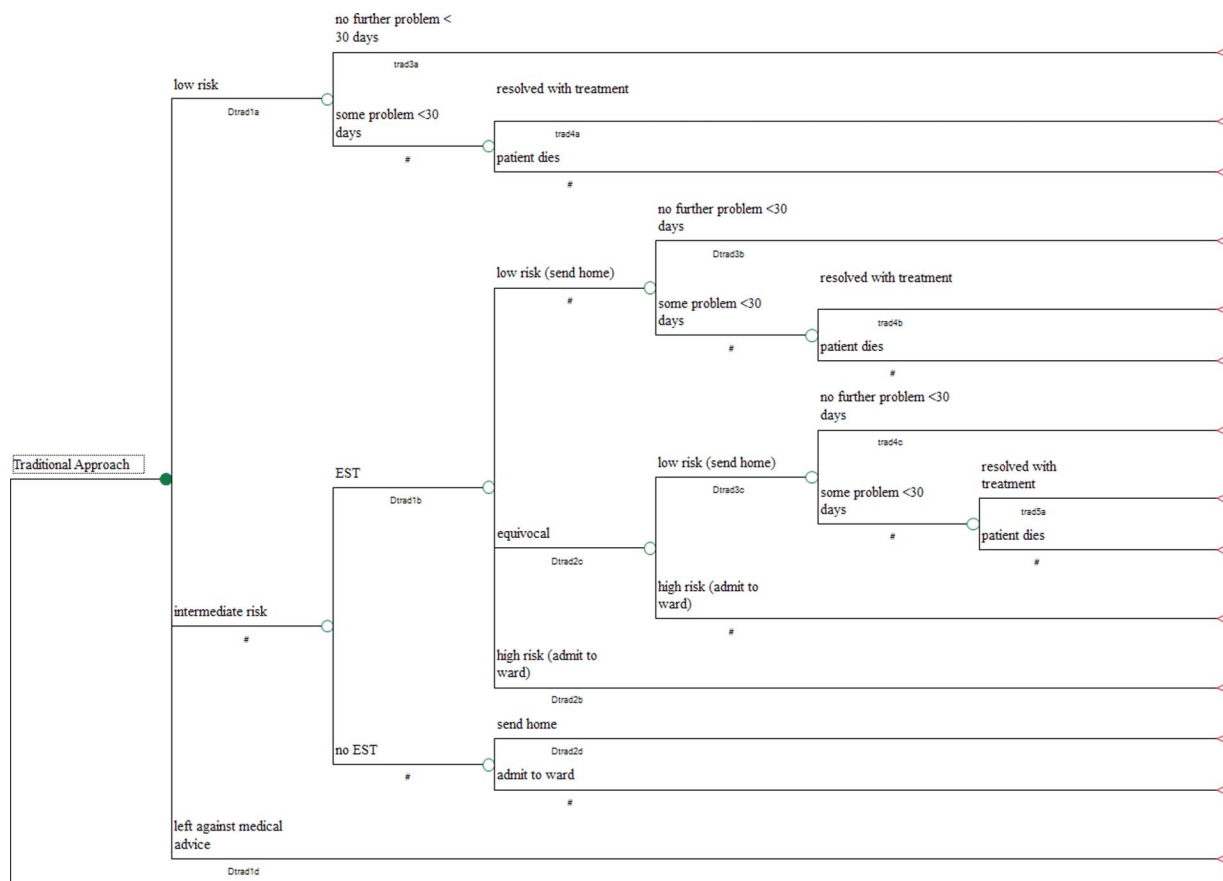 no further problem <
30 days
trad3a
low risk
Dtrad1a
resolved with treatment
some problem <30
days
#
trad4a
patient dies
#
no further problem <30
days
Dtrad3b
low risk (send home)
#
resolved with treatment
some problem <30
days
#
trad4b
patient dies
#
no further problem <30
days
trad4c
Traditional Approach
EST
Dtrad1b
low risk (send home)
Dtrad3c
resolved with
treatment
some problem <30
days
#
trad5a
patient dies
#
equivocal
Dtrad2c
high risk (admit to
ward)
#
intermediate risk
#
high risk (admit to
ward)
Dtrad2b
send home
Dtrad2d
no EST
#
admit to ward
#
left against medical
advice
Dtrad1d